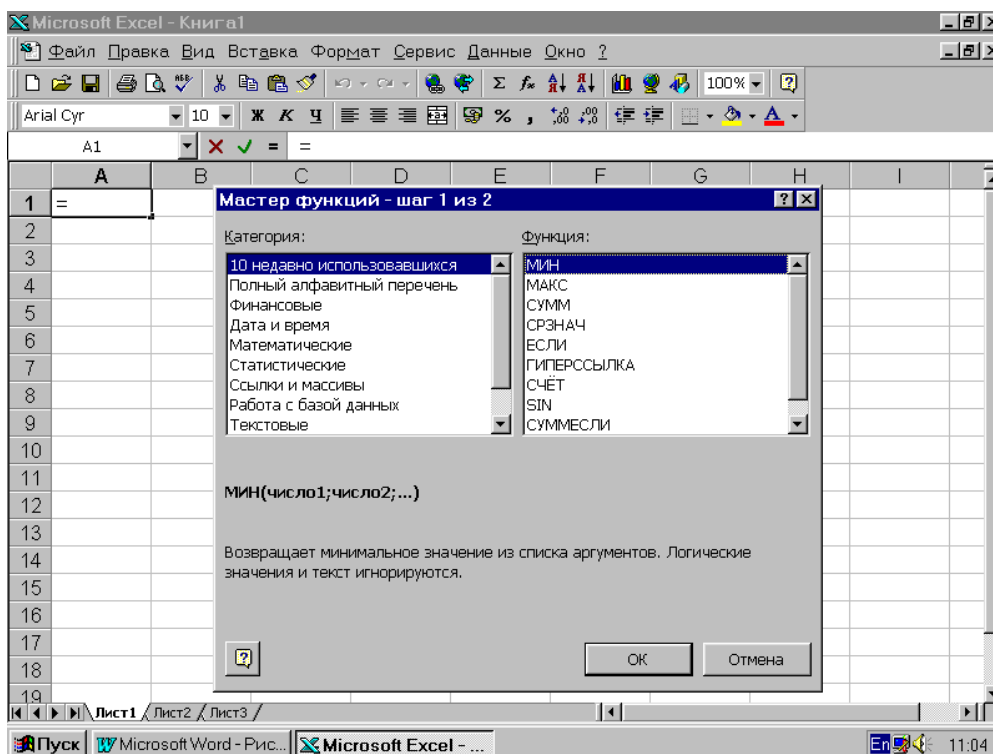 Microsoft Excel - Книга1
Файл Правка Вид Вставка Формат Сервис Данные Окно ?
100%
Arial Cyr 10 Ж К Ч % ,
A1 = =
A B C D E F G H I
1 =
2
3
4
5
6
7
8
9
10
11
12
13
14
15
16
17
18
19
Мастер функций - шаг 1 из 2
Категория:
10 недавно использовавшихся
Полный алфавитный перечень
Финансовые
Дата и время
Математические
Статистические
Ссылки и массивы
Работа с базой данных
Текстовые
Функция:
МИН
МАКС
СУММ
СРЗНАЧ
ЕСЛИ
ГИПЕРССЫЛКА
СЧЁТ
SIN
СУММЕСЛИ
МИН(число1;число2;...)
Возвращает минимальное значение из списка аргументов. Логические
значения и текст игнорируются.
ОК Отмена
Лист1 Лист2 Лист3
Пуск Microsoft Word - Рис... Microsoft Excel - ... En 11:04